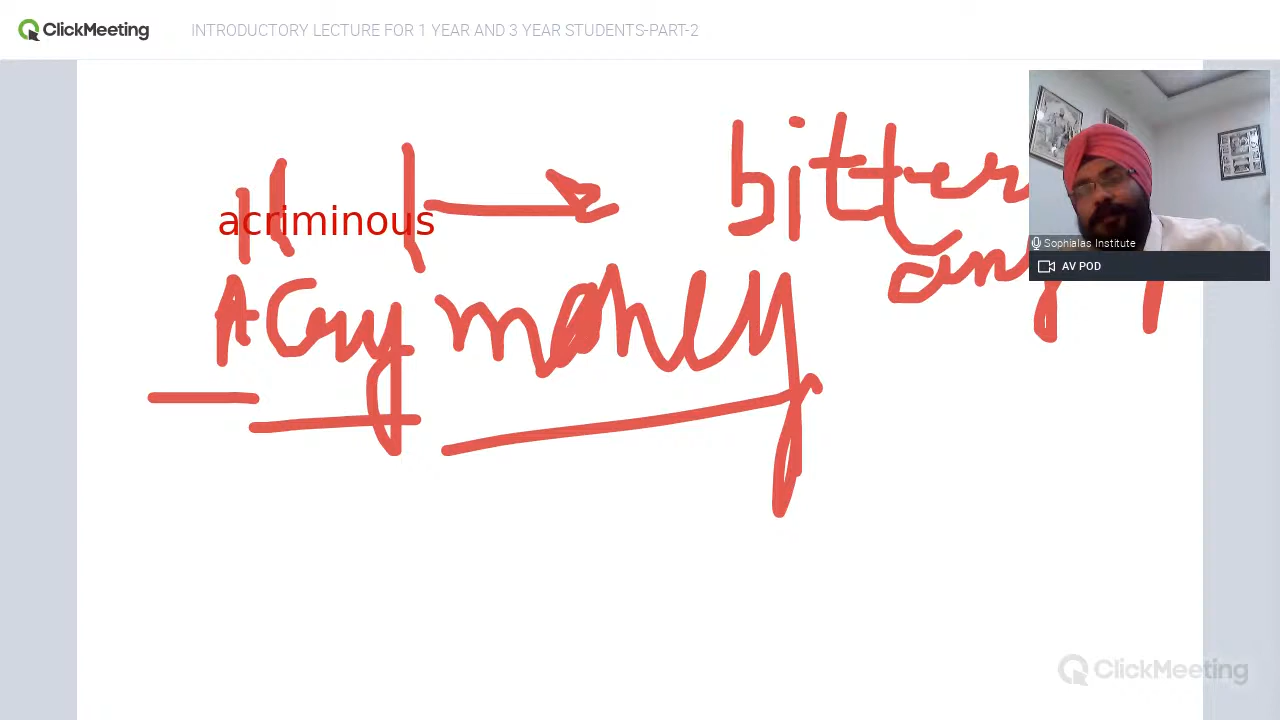 ClickMeeting INTRODUCTORY LECTURE FOR 1 YEAR AND 3 YEAR STUDENTS-PART-2
acriminous
bitter
A Cry money
Sophialas Institute
AV POD
ClickMeeting